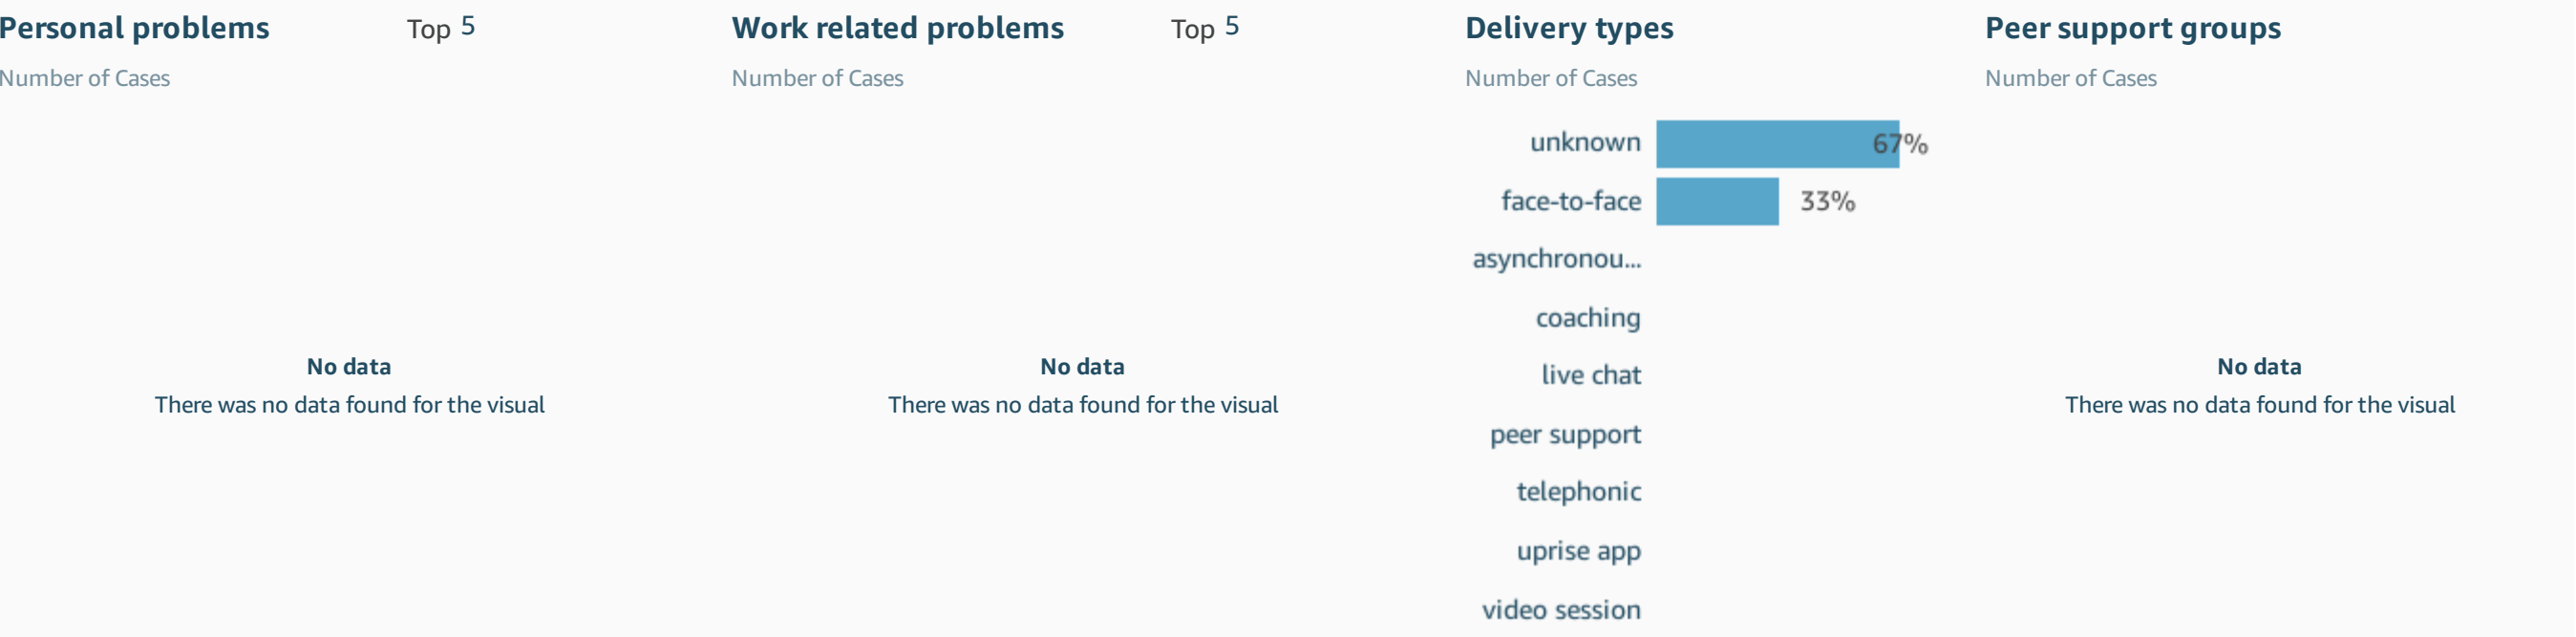 Personal problems
Top 5
Number of Cases
No data
There was no data found for the visual
Work related problems
Top 5
Number of Cases
No data
There was no data found for the visual
Delivery types
Number of Cases
unknown 67%
face-to-face 33%
asynchronou...
coaching
live chat
peer support
telephonic
uprise app
video session
Peer support groups
Number of Cases
No data
There was no data found for the visual